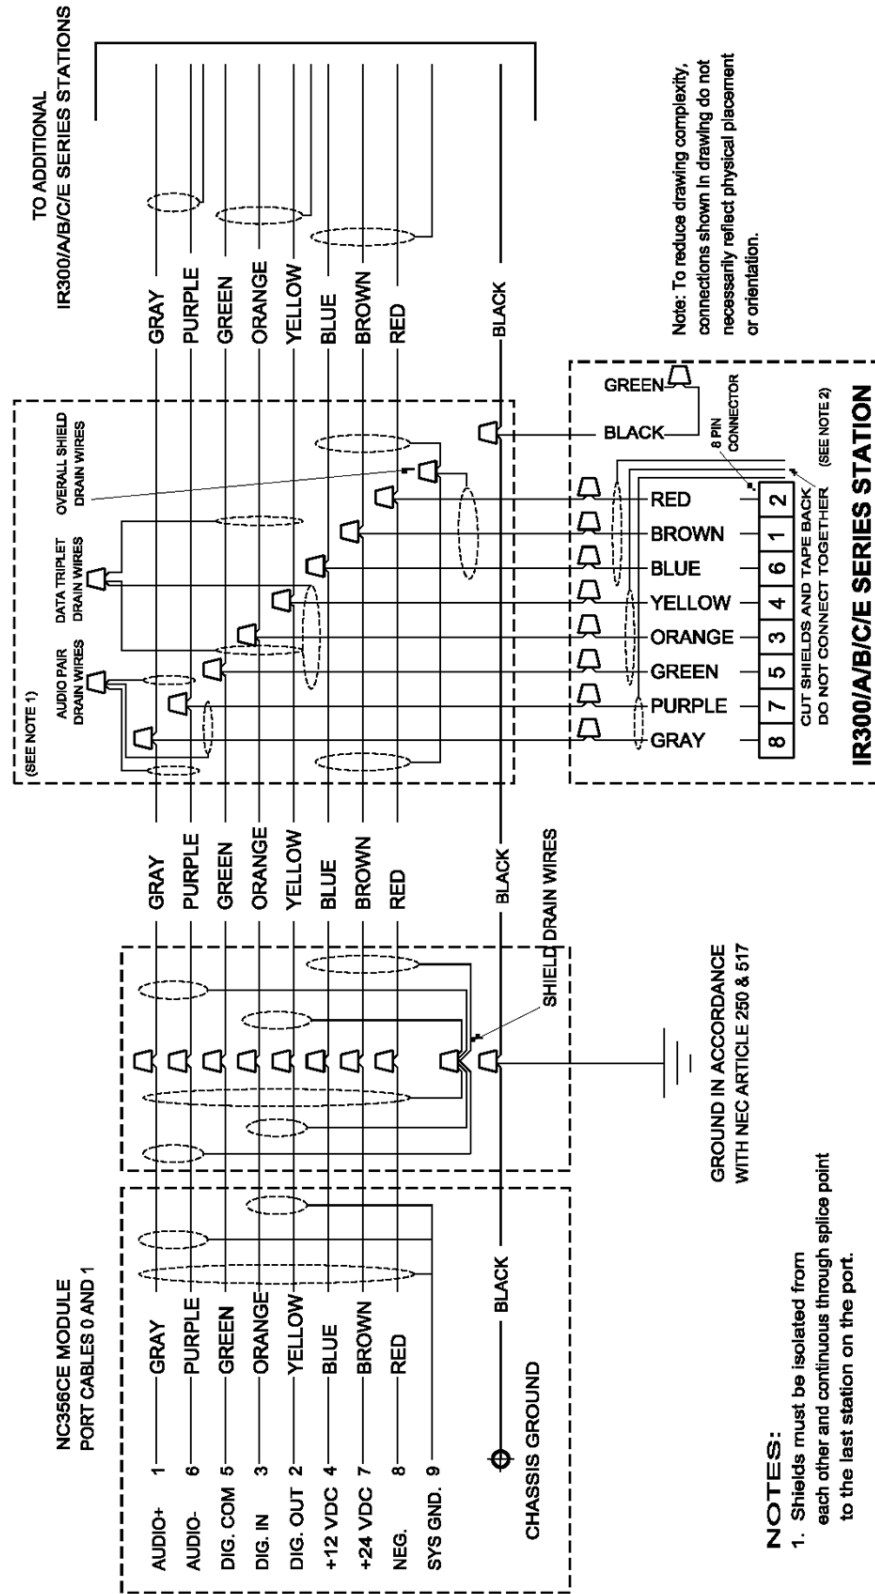 NC356CE MODULE
PORT CABLES 0 AND 1
AUDIO+ 1 GRAY
AUDIO- 6 PURPLE
DIG. COM 5 GREEN
DIG. IN 3 ORANGE
DIG. OUT 2 YELLOW
+12 VDC 4 BLUE
+24 VDC 7 BROWN
NEG. 8 RED
SYS GND. 9
BLACK
CHASSIS GROUND
SHIELD DRAIN WIRES
GROUND IN ACCORDANCE
WITH NEC ARTICLE 250 & 517
GRAY
PURPLE
GREEN
ORANGE
YELLOW
BLUE
BROWN
RED
BLACK
(SEE NOTE 1)
AUDIO PAIR
DRAIN WIRES
DATA TRIPLET
DRAIN WIRES
OVERALL SHIELD
DRAIN WIRES
TO ADDITIONAL
IR300/A/B/C/E SERIES STATIONS
GRAY
PURPLE
GREEN
ORANGE
YELLOW
BLUE
BROWN
RED
BLACK
GRAY
PURPLE
GREEN
ORANGE
YELLOW
BLUE
BROWN
RED
BLACK
GREEN
8 7 5 3 4 6 1 2
8 PIN
CONNECTOR
CUT SHIELDS AND TAPE BACK
DO NOT CONNECT TOGETHER
(SEE NOTE 2)
IR300/A/B/C/E SERIES STATION
Note: To reduce drawing complexity,
connections shown in drawing do not
necessarily reflect physical placement
or orientation.
NOTES:
1. Shields must be isolated from
each other and continuous through splice point
to the last station on the port.